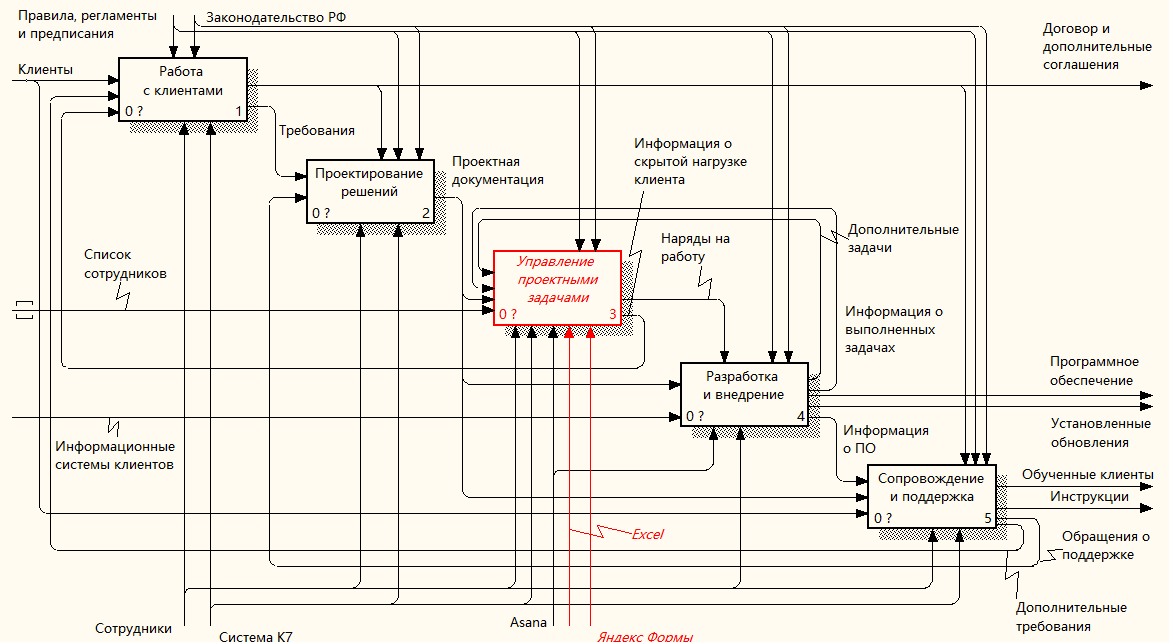 Правила, регламенты
и предписания
Законодательство РФ
Договор и
дополнительные
соглашения
Клиенты
Работа
с клиентами
0 ?
1
Требования
Проектирование
решений
0 ?
2
Проектная
документация
Информация о
скрытой нагрузке
клиента
Наряды на
работу
Дополнительные
задачи
Список
сотрудников
Управление
проектными
задачами
0 ?
3
Информация о
выполненных
задачах
Разработка
и внедрение
0 ?
4
Программное
обеспечение
Установленные
обновления
Информация
о ПО
Информационные
системы клиентов
Обученные клиенты
Инструкции
Сопровождение
и поддержка
0 ?
5
Excel
Обращения о
поддержке
Дополнительные
требования
Сотрудники
Система К7
Asana
Яндекс Формы